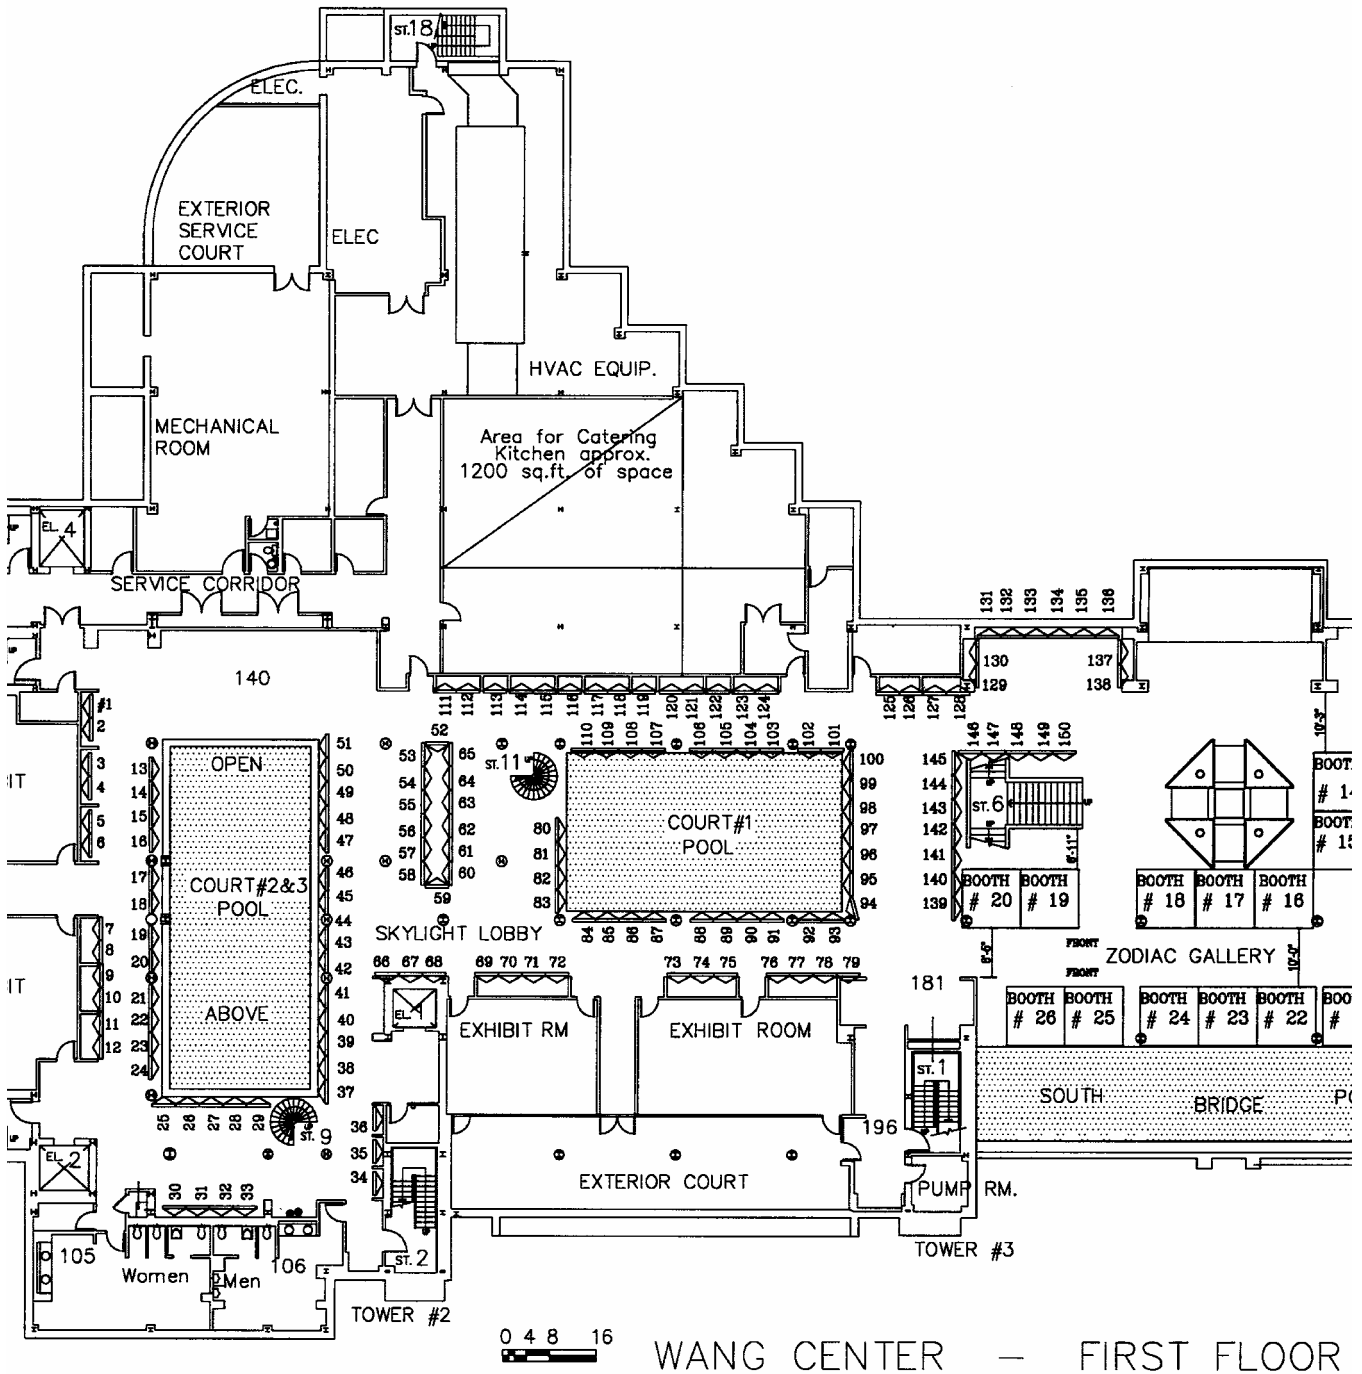 ST.18
ELEC.
EXTERIOR
SERVICE
COURT
ELEC
HVAC EQUIP.
MECHANICAL
ROOM
Area for Catering
Kitchen approx.
1200 sq.ft. of space
EL.4
SERVICE CORRIDOR
131 132 133 134 135 136
130 137
129 138
140
111 112 113 114 115 116 117 118 119 120 121 122 123 124
125 126 127 128
#1
2
3
4
5
6
7
8
9
10
11
12
13
14
15
16
17
18
19
20
21
22
23
24
OPEN
COURT#2&3
POOL
ABOVE
51
50
49
48
47
46
45
44
43
42
41
40
39
38
37
52
53 65
54 64
55 63
56 62
57 61
58 60
59
ST.11
110 109 108 107 106 105 104 103 102 101
COURT#1
POOL
80
81
82
83
100
99
98
97
96
95
94
84 85 86 87 88 89 90 91 92 93
146 147 148 149 150
145
144
143
142
141
140
139
ST.6
UP
6'-11"
10'-3"
BOOTH
# 15
BOOTH
# 20
BOOTH
# 19
BOOTH
# 18
BOOTH
# 17
BOOTH
# 16
SKYLIGHT LOBBY
FRONT
ZODIAC GALLERY
10'-0"
FRONT
66 67 68 69 70 71 72 73 74 75 76 77 78 79
181
BOOTH
# 26
BOOTH
# 25
BOOTH
# 24
BOOTH
# 23
BOOTH
# 22
EL.1
EXHIBIT RM
EXHIBIT ROOM
ST.1
SOUTH
BRIDGE
25 26 27 28 29
ST.9
36
35
34
196
EL.2
EXTERIOR COURT
PUMP RM.
30 31 32 33
105
Women
Men
106
ST.2
TOWER #3
TOWER #2
0 4 8 16
WANG CENTER — FIRST FLOOR